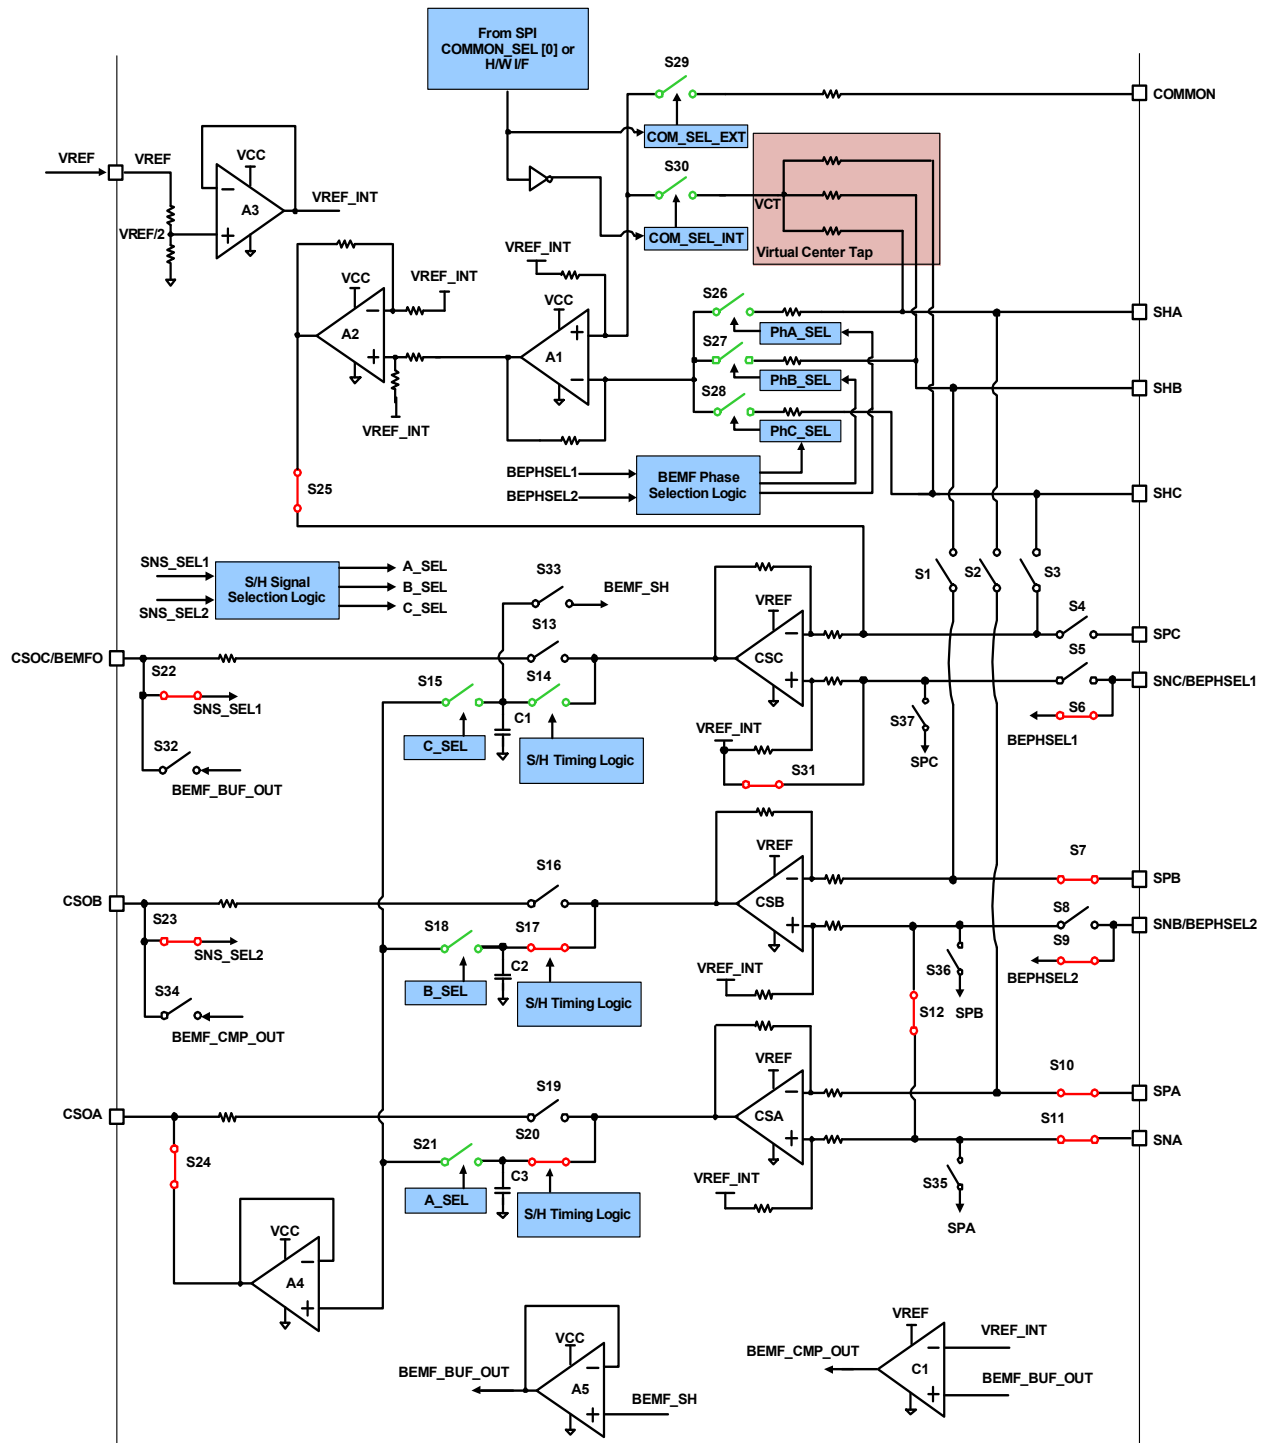 From SPI
COMMON_SEL [0] or
H/W I/F
S29
COMMON
COM_SEL_EXT
VREF
VREF
VCC
A3
VREF_INT
VREF/2
S30
VCT
COM_SEL_INT
Virtual Center Tap
VREF_INT
VCC
A1
VCC
A2
VREF_INT
VREF_INT
S26
PhA_SEL
S27
PhB_SEL
S28
PhC_SEL
SHA
SHB
SHC
BEPHSEL1
BEPHSEL2
BEMF Phase
Selection Logic
S25
SNS_SEL1
SNS_SEL2
S/H Signal
Selection Logic
A_SEL
B_SEL
C_SEL
S33
BEMF_SH
S13
S14
S15
C1
C_SEL
S/H Timing Logic
VREF
CSC
VREF_INT
S31
S1
S2
S3
S4
SPC
S5
SNC/BEPHSEL1
S6
BEPHSEL1
S37
SPC
CSOC/BEMFO
S22
SNS_SEL1
S32
BEMF_BUF_OUT
CSOB
S23
SNS_SEL2
S34
BEMF_CMP_OUT
S16
S17
S18
C2
B_SEL
S/H Timing Logic
VREF
CSB
VREF_INT
S7
SPB
S8
SNB/BEPHSEL2
S9
BEPHSEL2
S36
SPB
S12
CSOA
S24
S19
S20
S21
C3
A_SEL
S/H Timing Logic
VREF
CSA
VREF_INT
S10
SPA
S11
SNA
S35
SPA
VCC
A4
VCC
A5
BEMF_BUF_OUT
BEMF_SH
VREF
C1
BEMF_CMP_OUT
VREF_INT
BEMF_BUF_OUT